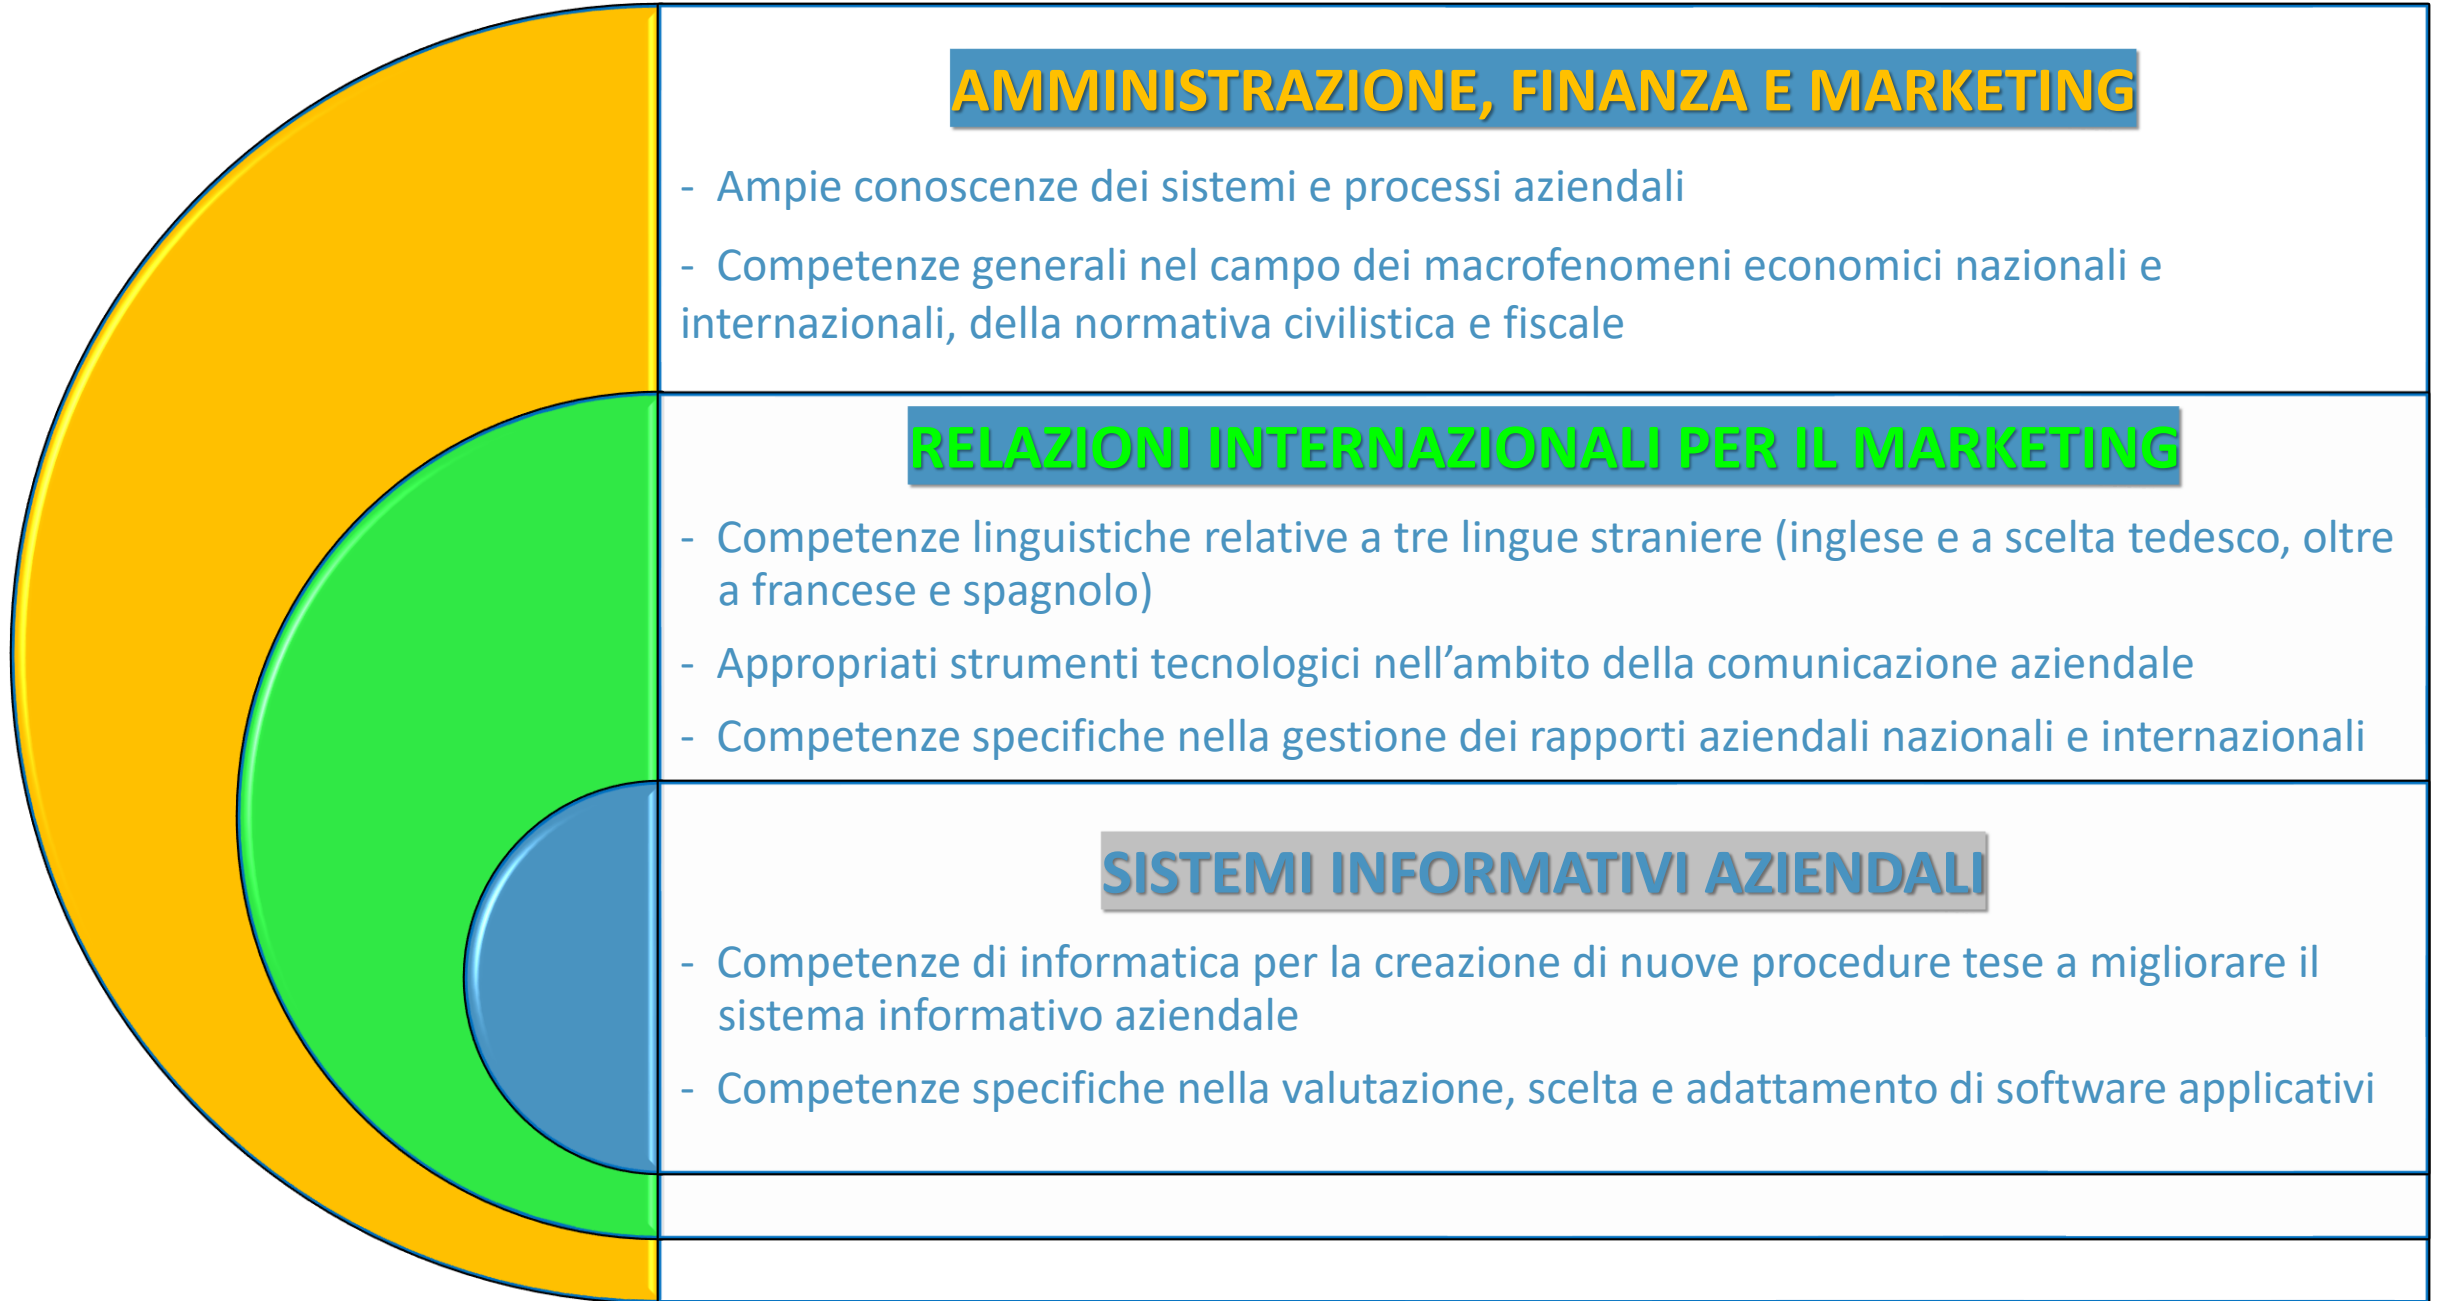 AMMINISTRAZIONE, FINANZA E MARKETING
- Ampie conoscenze dei sistemi e processi aziendali
- Competenze generali nel campo dei macrofenomeni economici nazionali e
internazionali, della normativa civilistica e fiscale
RELAZIONI INTERNAZIONALI PER IL MARKETING
- Competenze linguistiche relative a tre lingue straniere (inglese e a scelta tedesco, oltre
a francese e spagnolo)
- Appropriati strumenti tecnologici nell’ambito della comunicazione aziendale
- Competenze specifiche nella gestione dei rapporti aziendali nazionali e internazionali
SISTEMI INFORMATIVI AZIENDALI
- Competenze di informatica per la creazione di nuove procedure tese a migliorare il
sistema informativo aziendale
- Competenze specifiche nella valutazione, scelta e adattamento di software applicativi